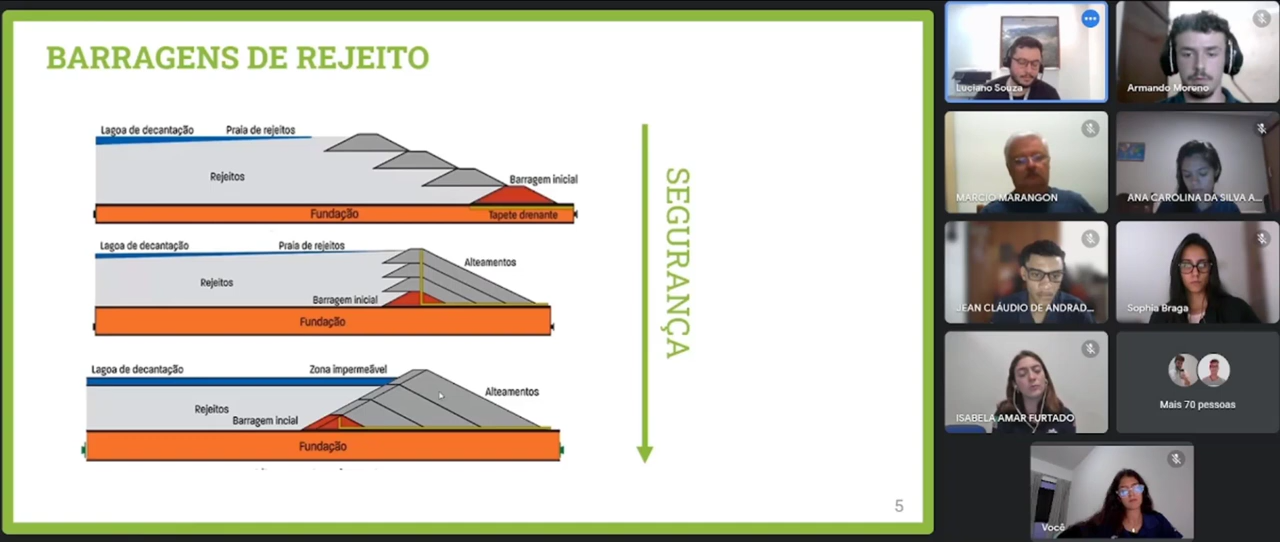 BARRAGENS DE REJEITO
Lagoa de decantação
Praia de rejeitos
Rejeitos
Barragem inicial
Fundação
Tapete drenante
Lagoa de decantação
Praia de rejeitos
Alteamentos
Rejeitos
Barragem inicial
Fundação
Lagoa de decantação
Zona impermeável
Alteamentos
Rejeitos
Barragem incial
Fundação
SEGURANÇA
5
Luciano Souza
Armando Moreno
MARCIO MARANGON
ANA CAROLINA DA SILVA A...
JEAN CLÁUDIO DE ANDRAD...
Sophia Braga
ISABELA AMAR FURTADO
Mais 70 pessoas
Você